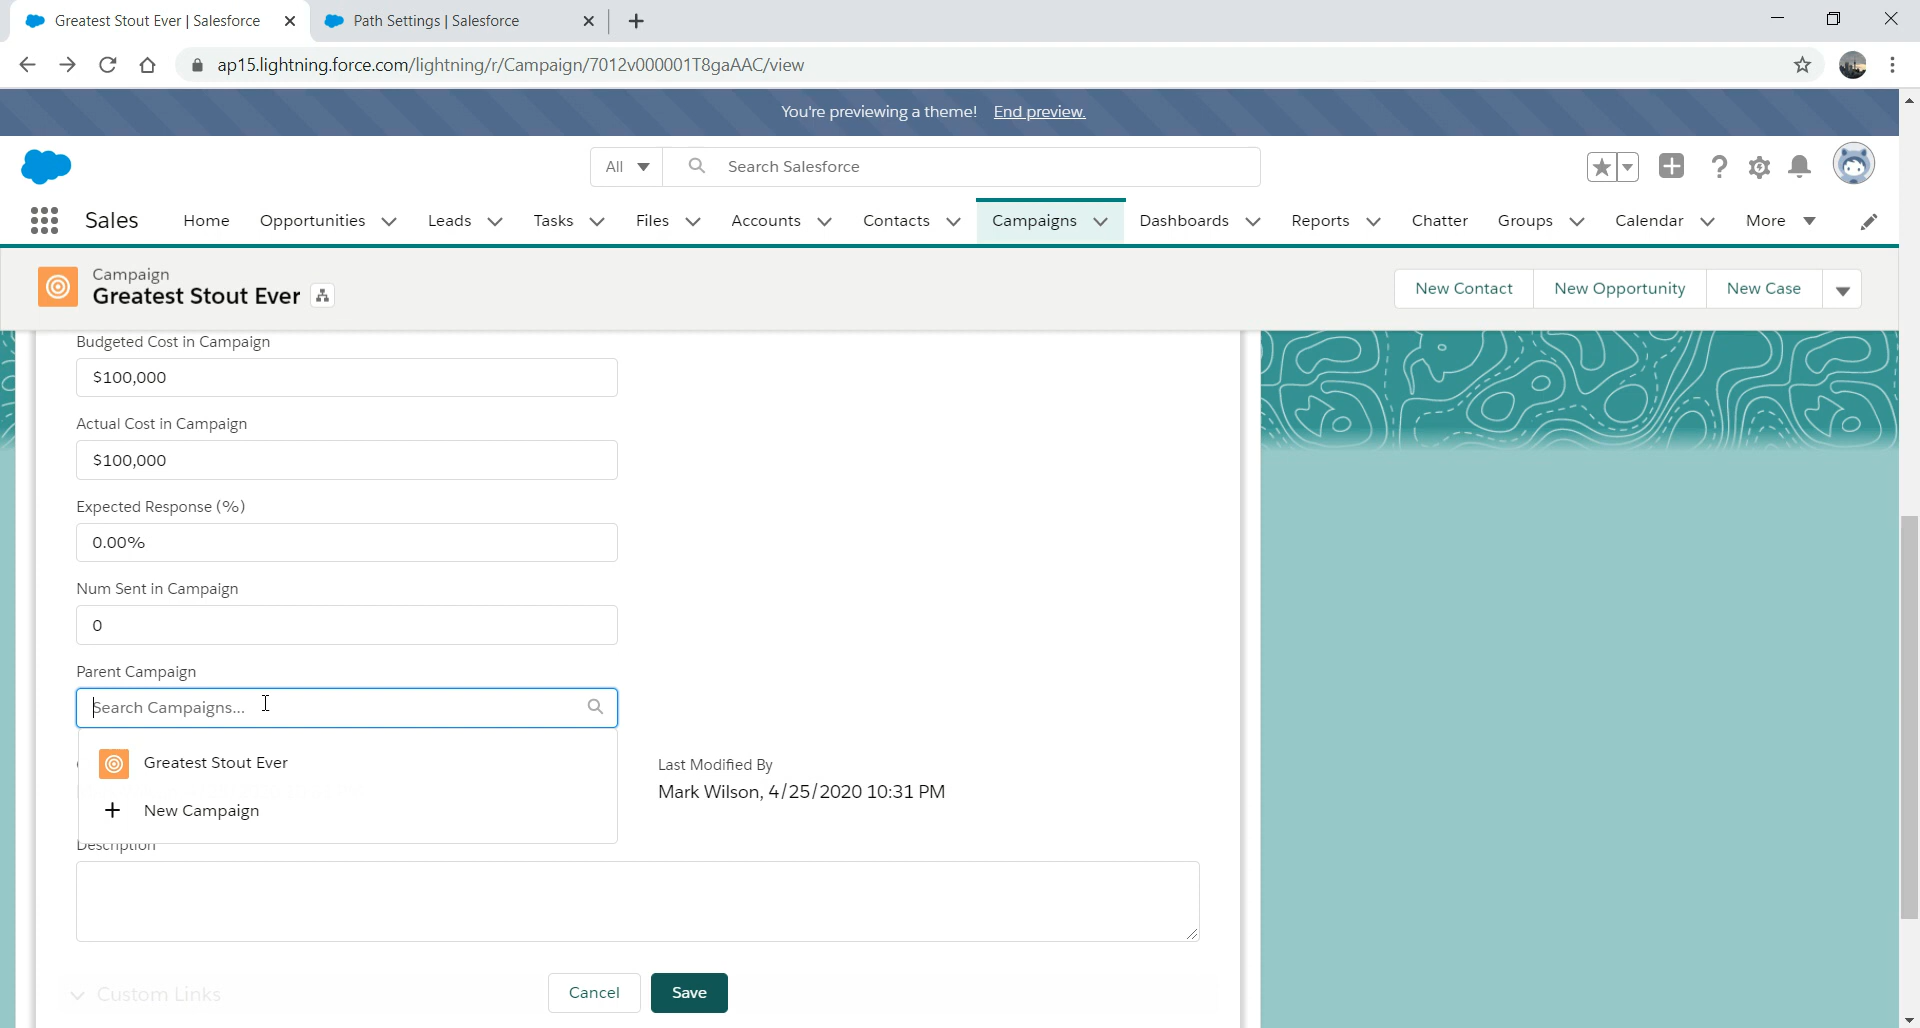 Greatest Stout Ever | Salesforce
Path Settings | Salesforce
ap15.lightning.force.com/lightning/r/Campaign/7012v000001T8gaAAC/view
You're previewing a theme! End preview.
All
Search Salesforce
Sales
Home
Opportunities
Leads
Tasks
Files
Accounts
Contacts
Campaigns
Dashboards
Reports
Chatter
Groups
Calendar
More
Campaign
Greatest Stout Ever
New Contact
New Opportunity
New Case
Budgeted Cost in Campaign
$100,000
Actual Cost in Campaign
$100,000
Expected Response (%)
0.00%
Num Sent in Campaign
0
Parent Campaign
Search Campaigns...
Greatest Stout Ever
New Campaign
Last Modified By
Mark Wilson, 4/25/2020 10:31 PM
Description
Custom Links
Cancel
Save